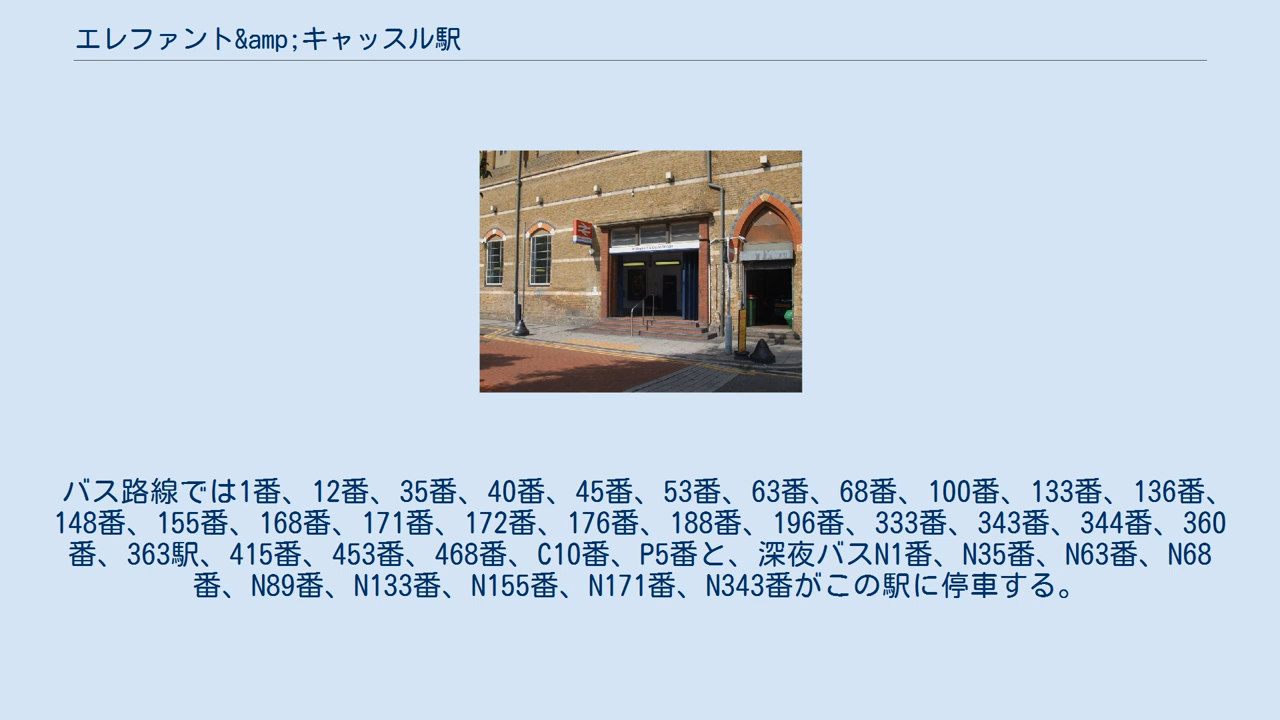 エレファント&amp;キャッスル駅
バス路線では1番、12番、35番、40番、45番、53番、63番、68番、100番、133番、136番、
148番、155番、168番、171番、172番、176番、188番、196番、333番、343番、344番、360
番、363駅、415番、453番、468番、C10番、P5番と、深夜バスN1番、N35番、N63番、N68
番、N89番、N133番、N155番、N171番、N343番がこの駅に停車する。